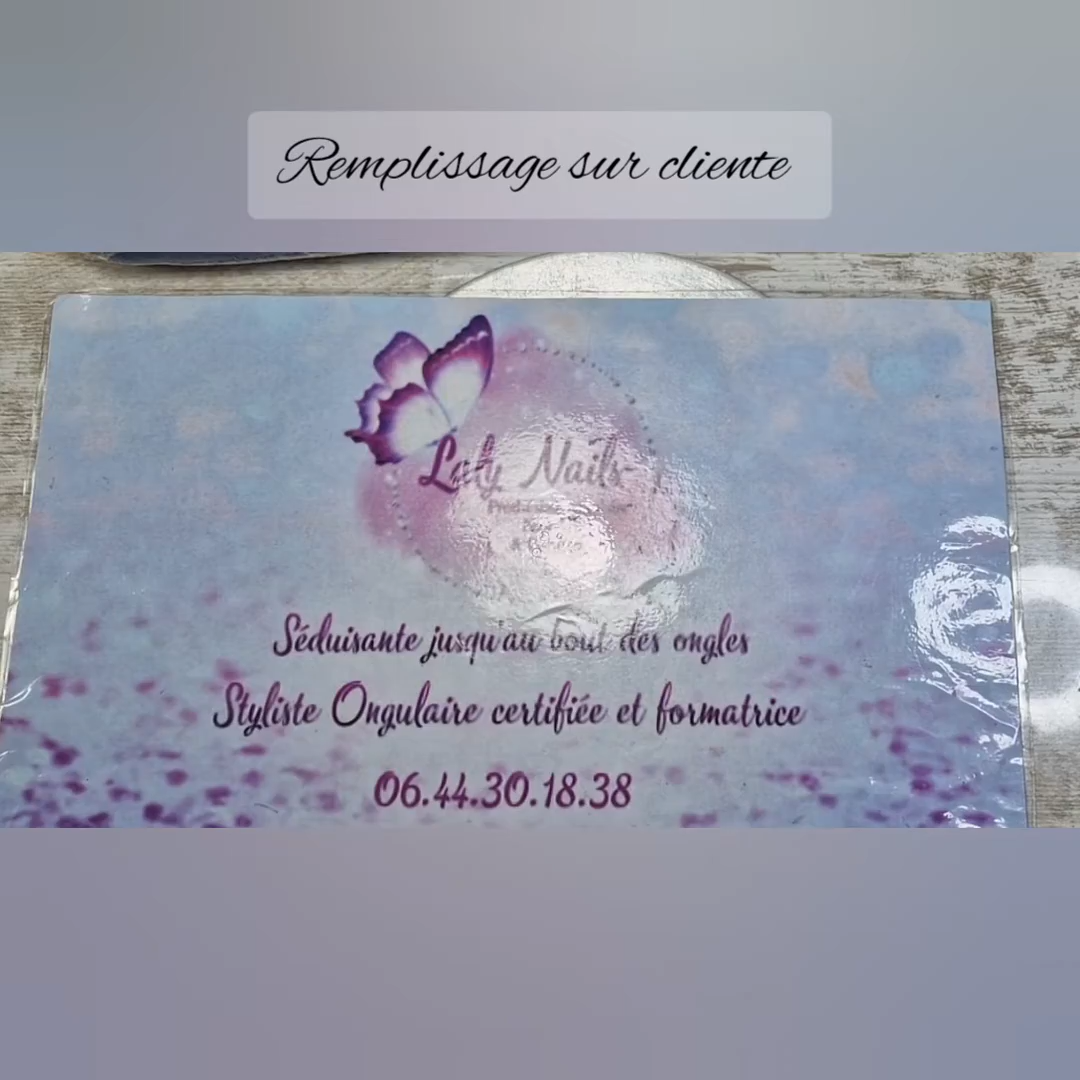 Remplissage sur cliente
Laly Nails
Séduisante jusqu'au bout des ongles
Styliste Ongulaire certifiée et formatrice
06.44.30.18.38